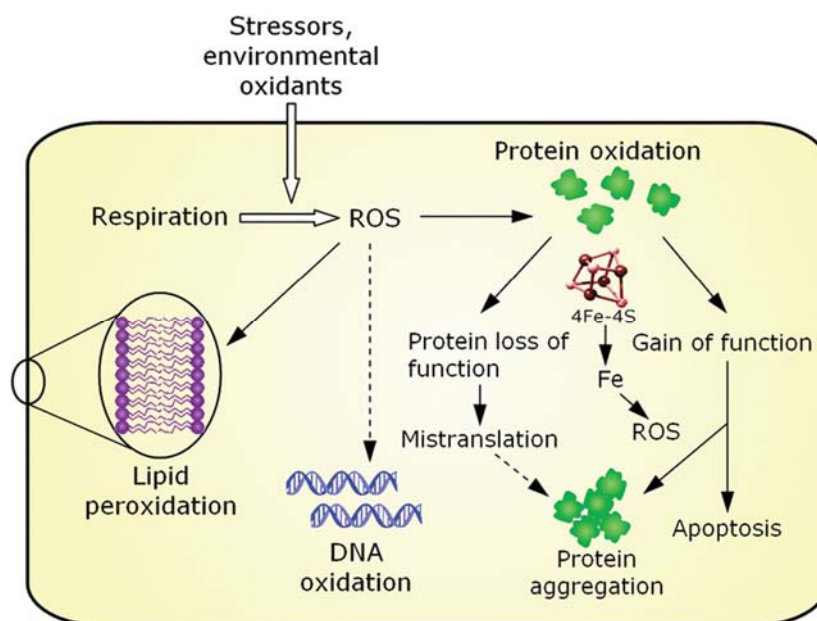 Stressors,
environmental
oxidants
Respiration
ROS
Protein oxidation
4Fe-4S
Protein loss of
function
Gain of function
Fe
ROS
Mistranslation
Lipid
peroxidation
DNA
oxidation
Protein
aggregation
Apoptosis